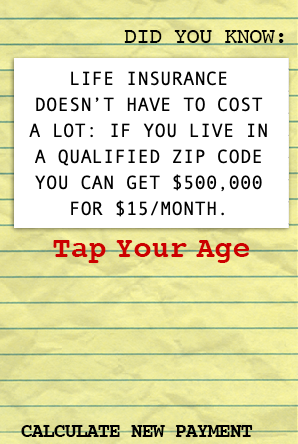 DID YOU KNOW:
LIFE INSURANCE
DOESN’T HAVE TO COST
A LOT: IF YOU LIVE IN
A QUALIFIED ZIP CODE
YOU CAN GET $500,000
FOR $15/MONTH.
Tap Your Age
CALCULATE NEW PAYMENT